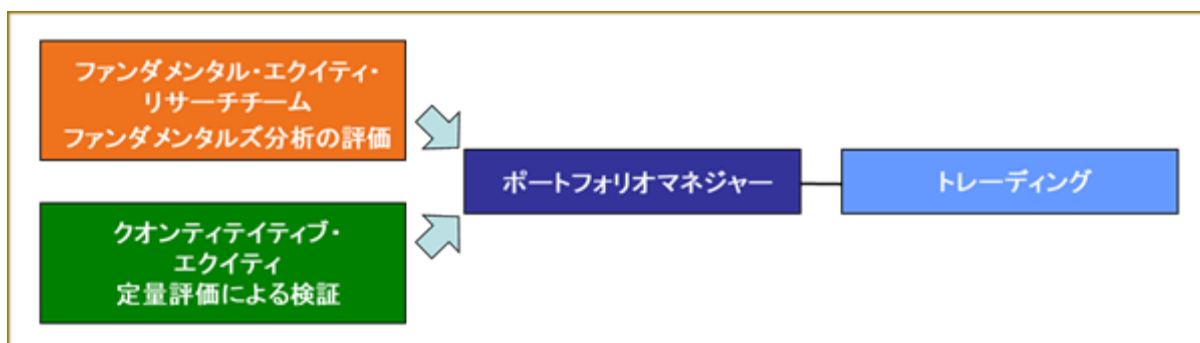 ファンダメンタル・エクイティ・
リサーチチーム
ファンダメンタルズ分析の評価
クオンティテイティブ・
エクイティ
定量評価による検証
ポートフォリオマネジャー
トレーディング